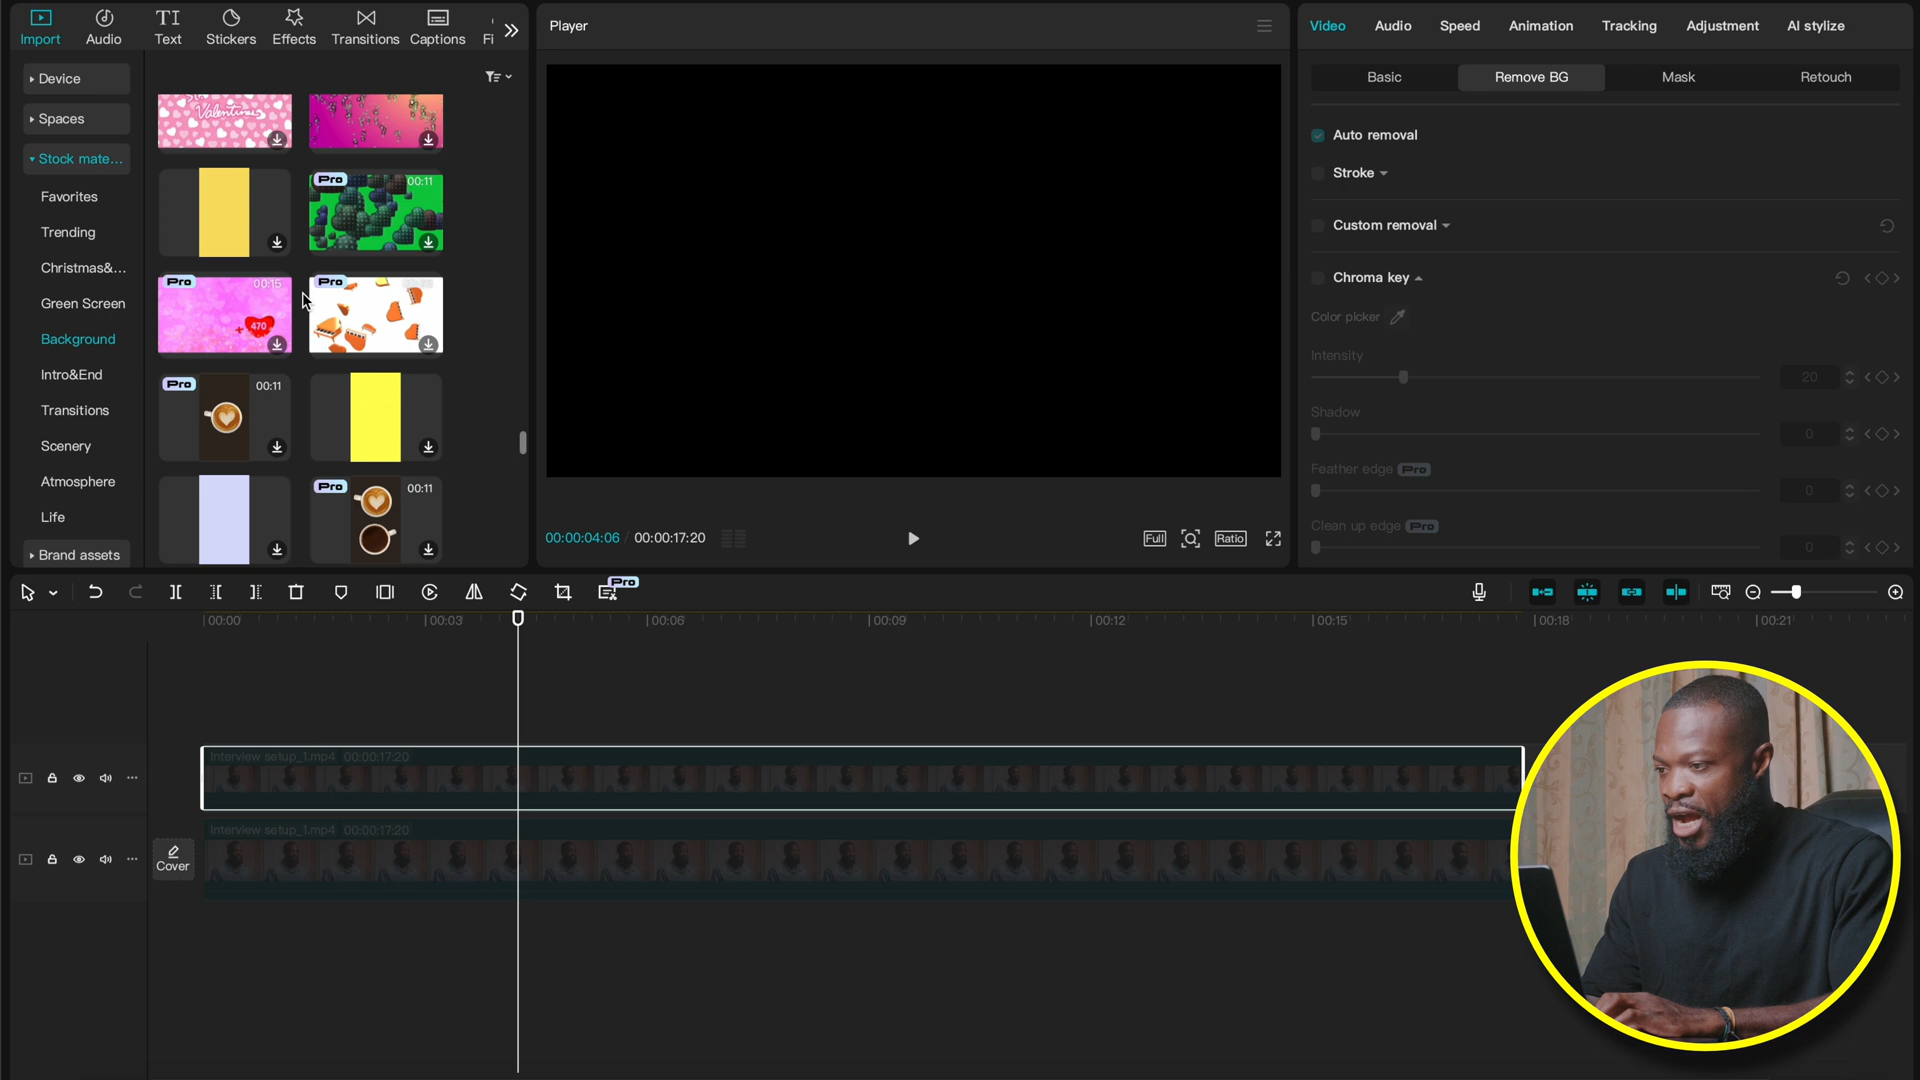 Import
Audio
Text
Stickers
Effects
Transitions
Captions
Fi
Device
Spaces
Stock mate...
Favorites
Trending
Christmas&...
Green Screen
Background
Intro&End
Transitions
Scenery
Atmosphere
Life
Brand assets
Valentines
Pro 00:11
Pro 00:15
+ 470
Pro
Pro 00:11
Pro 00:11
Player
00:00:04:06 / 00:00:17:20
Full
Ratio
Video
Audio
Speed
Animation
Tracking
Adjustment
AI stylize
Basic
Remove BG
Mask
Retouch
Auto removal
Stroke
Custom removal
Chroma key
Color picker
Intensity
20
Shadow
0
Feather edge Pro
0
Clean up edge Pro
0
Pro
00:00
00:03
00:06
00:09
00:12
00:15
00:18
00:21
Interview setup_1.mp4 00:00:17:20
Interview setup_1.mp4 00:00:17:20
Cover